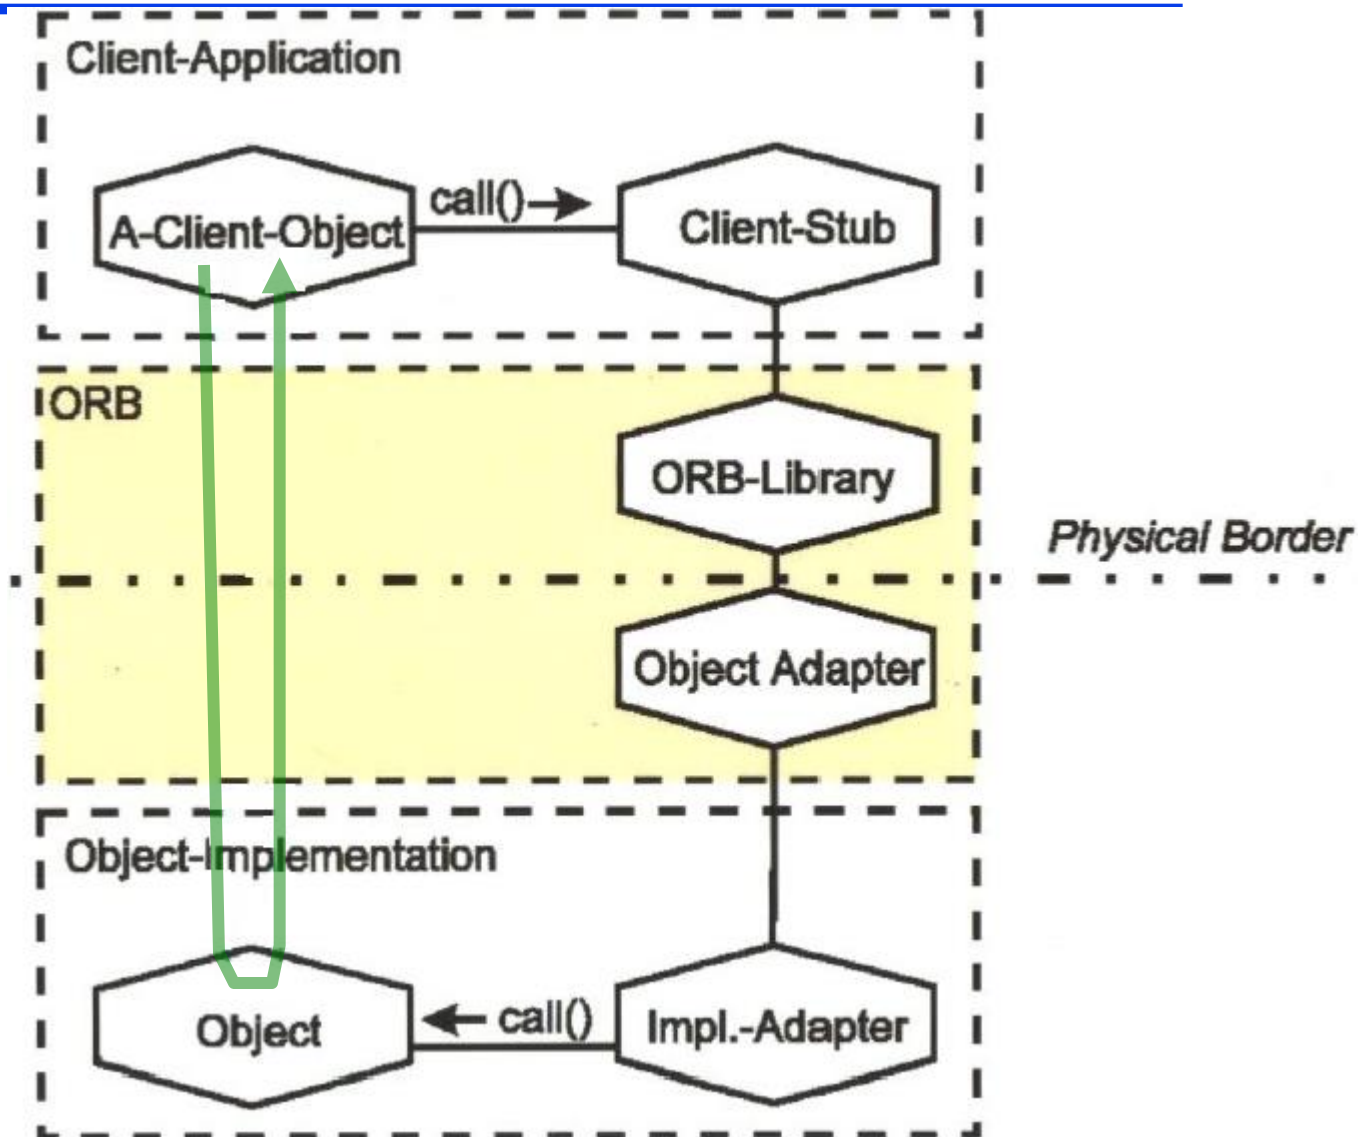 Client-Application
A-Client-Object
call()
Client-Stub
ORB
ORB-Library
Physical Border
Object Adapter
Object-Implementation
Object
call()
Impl.-Adapter